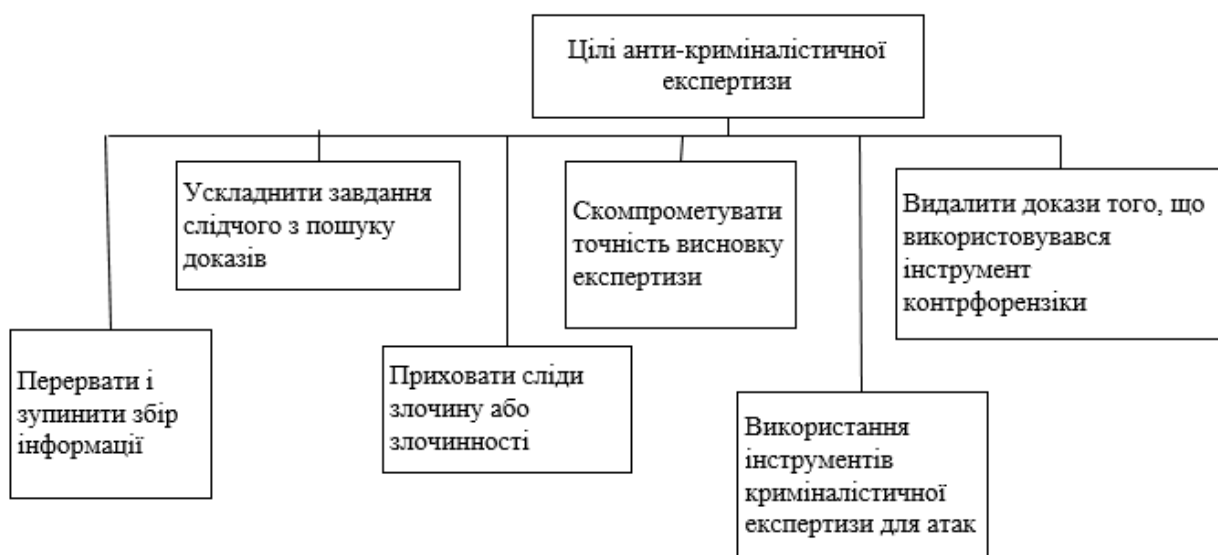 Цілі анти-криміналістичної
експертизи
Ускладнити завдання
слідчого з пошуку
доказів
Скомпрометувати
точність висновку
експертизи
Видалити докази того, що
використовувався
інструмент
контрфорензіки
Перервати і
зупинити збір
інформації
Приховати сліди
злочину або
злочинності
Використання
інструментів
криміналістичної
експертизи для атак